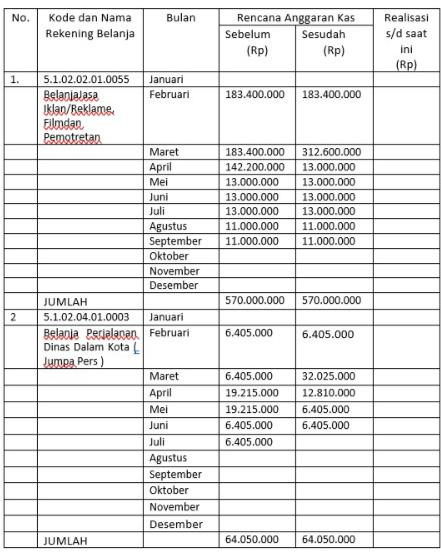 No. Kode dan Nama Rekening Belanja Bulan Rencana Anggaran Kas Realisasi s/d saat ini (Rp)
Sebelum (Rp) Sesudah (Rp)
1. 5.1.02.02.01.0055 Januari
BelanjaJasa Iklan/Reklame, Filmdan Pemotretan Februari 183.400.000 183.400.000
Maret 183.400.000 312.600.000
April 142.200.000 13.000.000
Mei 13.000.000 13.000.000
Juni 13.000.000 13.000.000
Juli 13.000.000 13.000.000
Agustus 11.000.000 11.000.000
September 11.000.000 11.000.000
Oktober
November
Desember
JUMLAH 570.000.000 570.000.000
2 5.1.02.04.01.0003 Januari
Belanja Perjalanan Dinas Dalam Kota ( Jumpa Pers ) Februari 6.405.000 6.405.000
Maret 6.405.000 32.025.000
April 19.215.000 12.810.000
Mei 19.215.000 6.405.000
Juni 6.405.000 6.405.000
Juli 6.405.000
Agustus
September
Oktober
November
Desember
JUMLAH 64.050.000 64.050.000